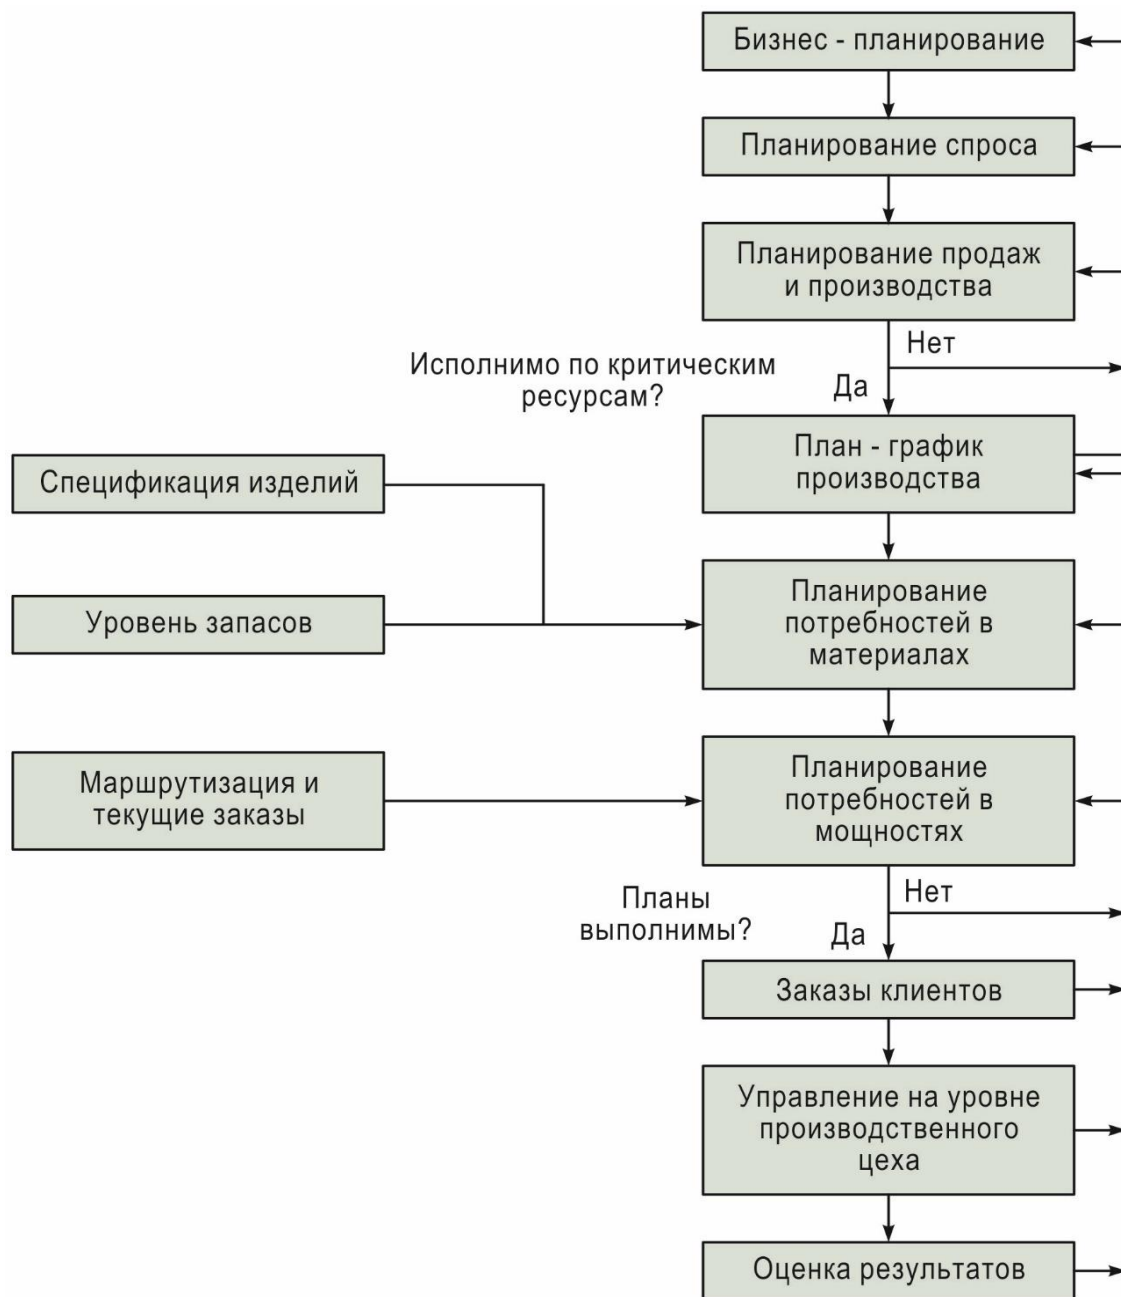 Бизнес - планирование
Планирование спроса
Планирование продаж
и производства
Нет
Исполнимо по критическим
ресурсам?
Да
План - график
производства
Спецификация изделий
Планирование
потребностей в
материалах
Уровень запасов
Планирование
потребностей в
мощностях
Маршрутизация и
текущие заказы
Нет
Планы
выполнимы?
Да
Заказы клиентов
Управление на уровне
производственного
цеха
Оценка результатов